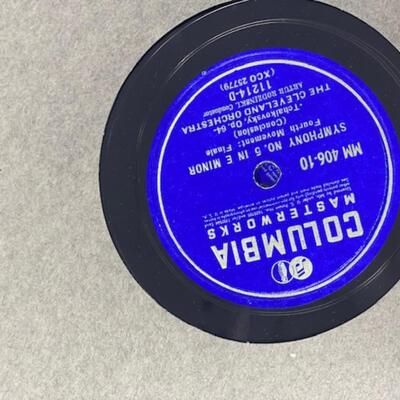 COLUMBIA
MASTERWORKS
MM 406-10
SYMPHONY NO. 5 IN E MINOR
Fourth Movement: Finale
(Conclusion)
-Tchaikovsky, Op. 64-
THE CLEVELAND ORCHESTRA
ARTUR RODZINSKI, Conductor
11214-D
(XCO 25779)